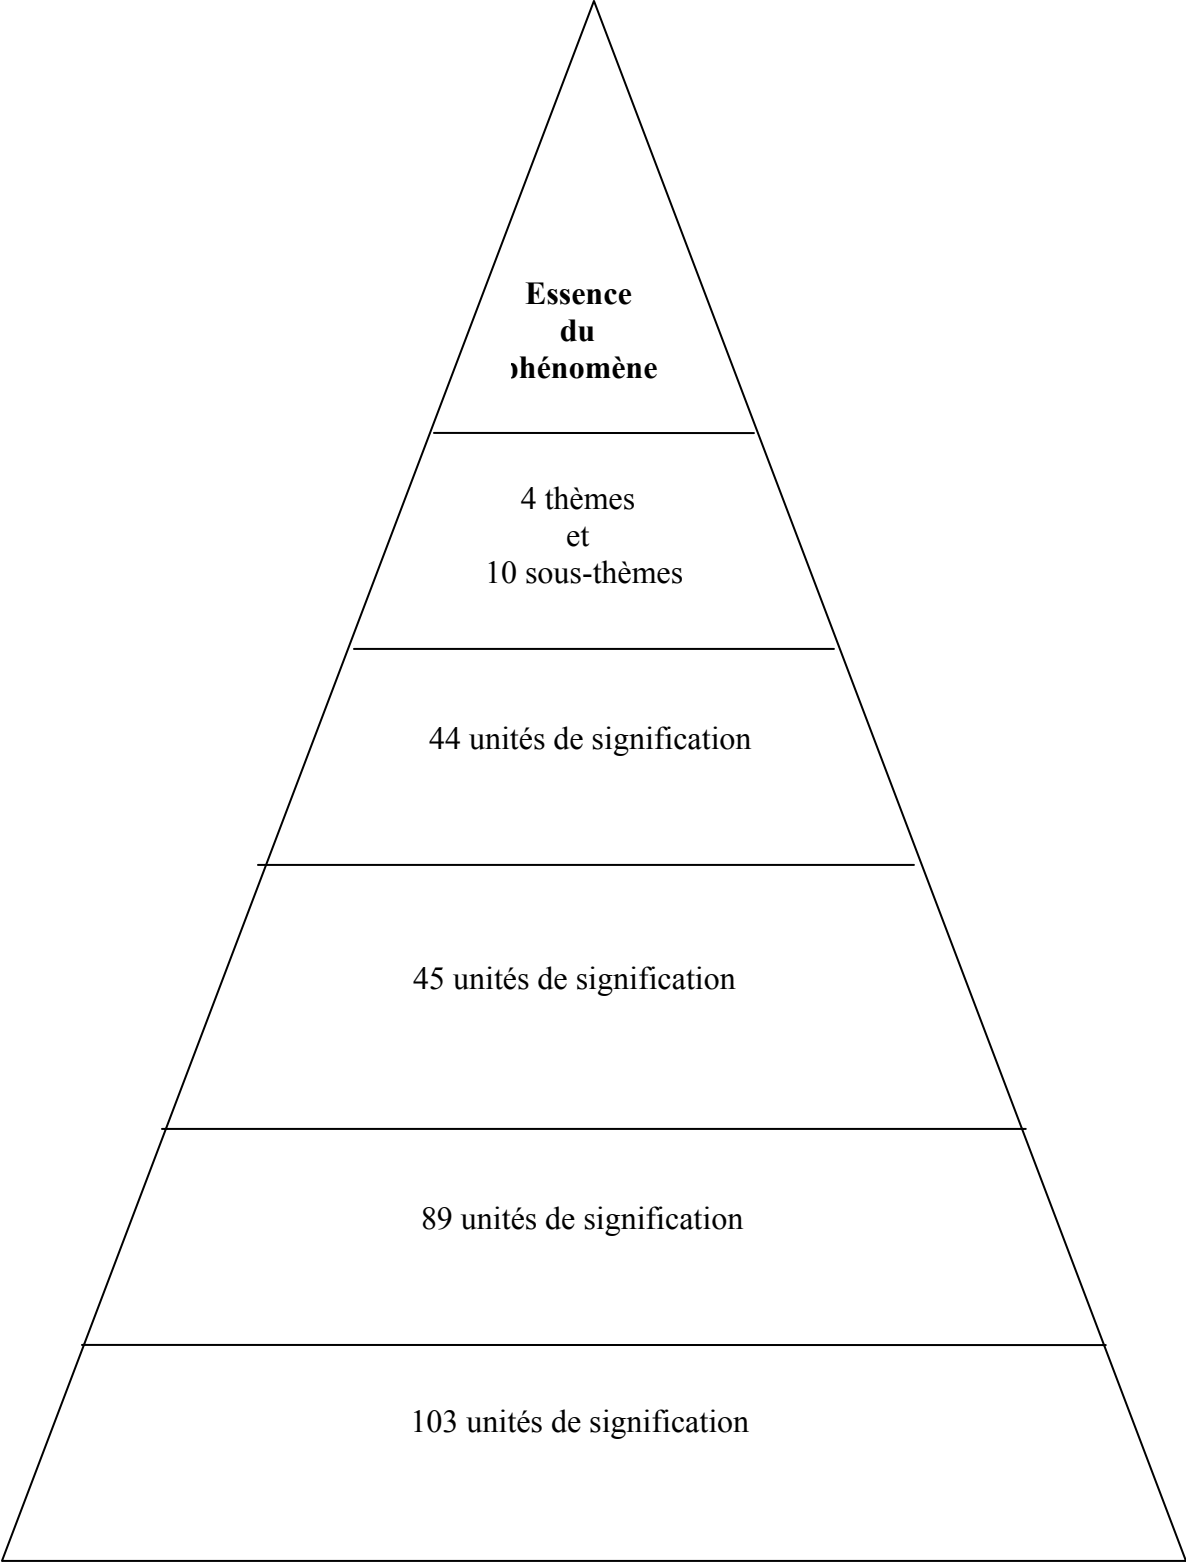 Essence
du
phénomène
4 thèmes
et
10 sous-thèmes
44 unités de signification
45 unités de signification
89 unités de signification
103 unités de signification